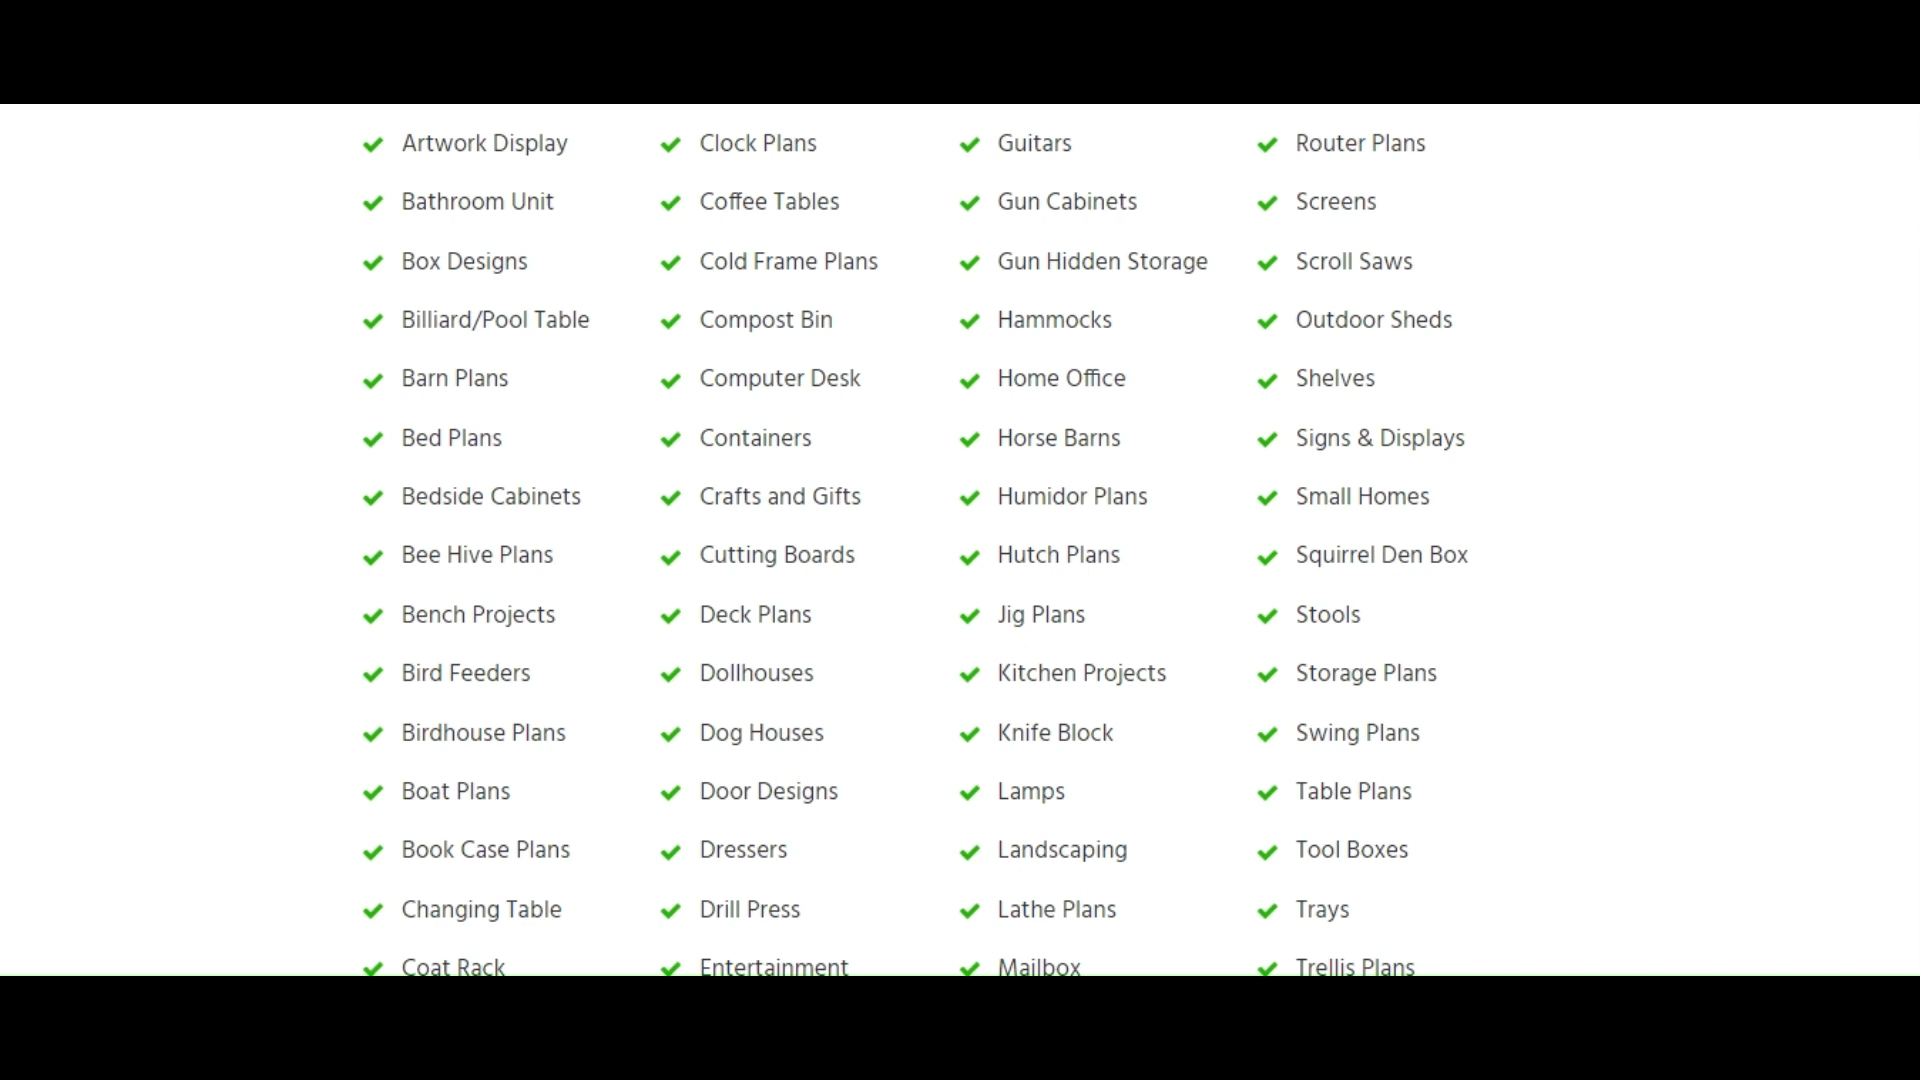 Artwork Display
Bathroom Unit
Box Designs
Billiard/Pool Table
Barn Plans
Bed Plans
Bedside Cabinets
Bee Hive Plans
Bench Projects
Bird Feeders
Birdhouse Plans
Boat Plans
Book Case Plans
Changing Table
Coat Rack
Clock Plans
Coffee Tables
Cold Frame Plans
Compost Bin
Computer Desk
Containers
Crafts and Gifts
Cutting Boards
Deck Plans
Dollhouses
Dog Houses
Door Designs
Dressers
Drill Press
Entertainment
Guitars
Gun Cabinets
Gun Hidden Storage
Hammocks
Home Office
Horse Barns
Humidor Plans
Hutch Plans
Jig Plans
Kitchen Projects
Knife Block
Lamps
Landscaping
Lathe Plans
Mailbox
Router Plans
Screens
Scroll Saws
Outdoor Sheds
Shelves
Signs & Displays
Small Homes
Squirrel Den Box
Stools
Storage Plans
Swing Plans
Table Plans
Tool Boxes
Trays
Trellis Plans